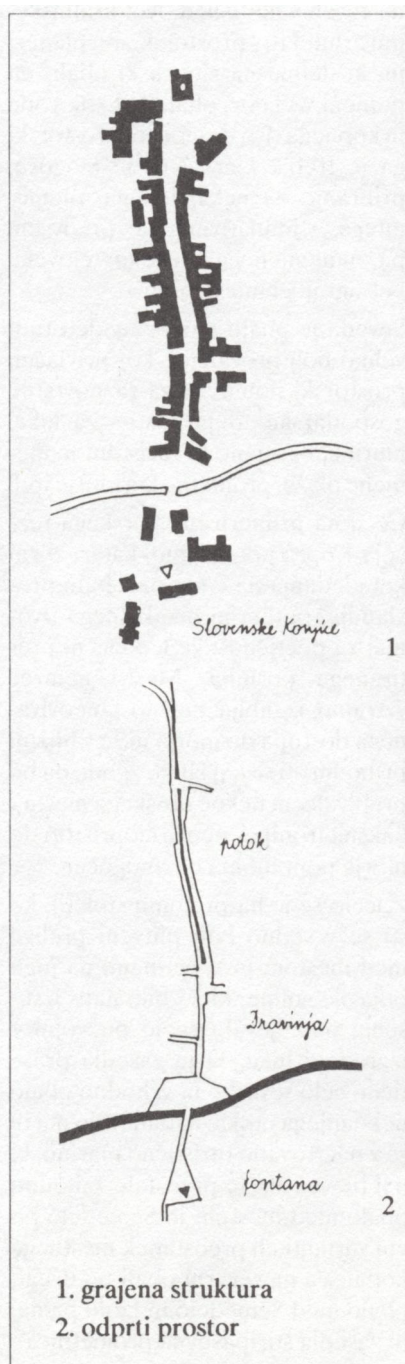 Slovenske Konjice
1
potok
Dravinja
fontana
2
1. grajena struktura
2. odprti prostor